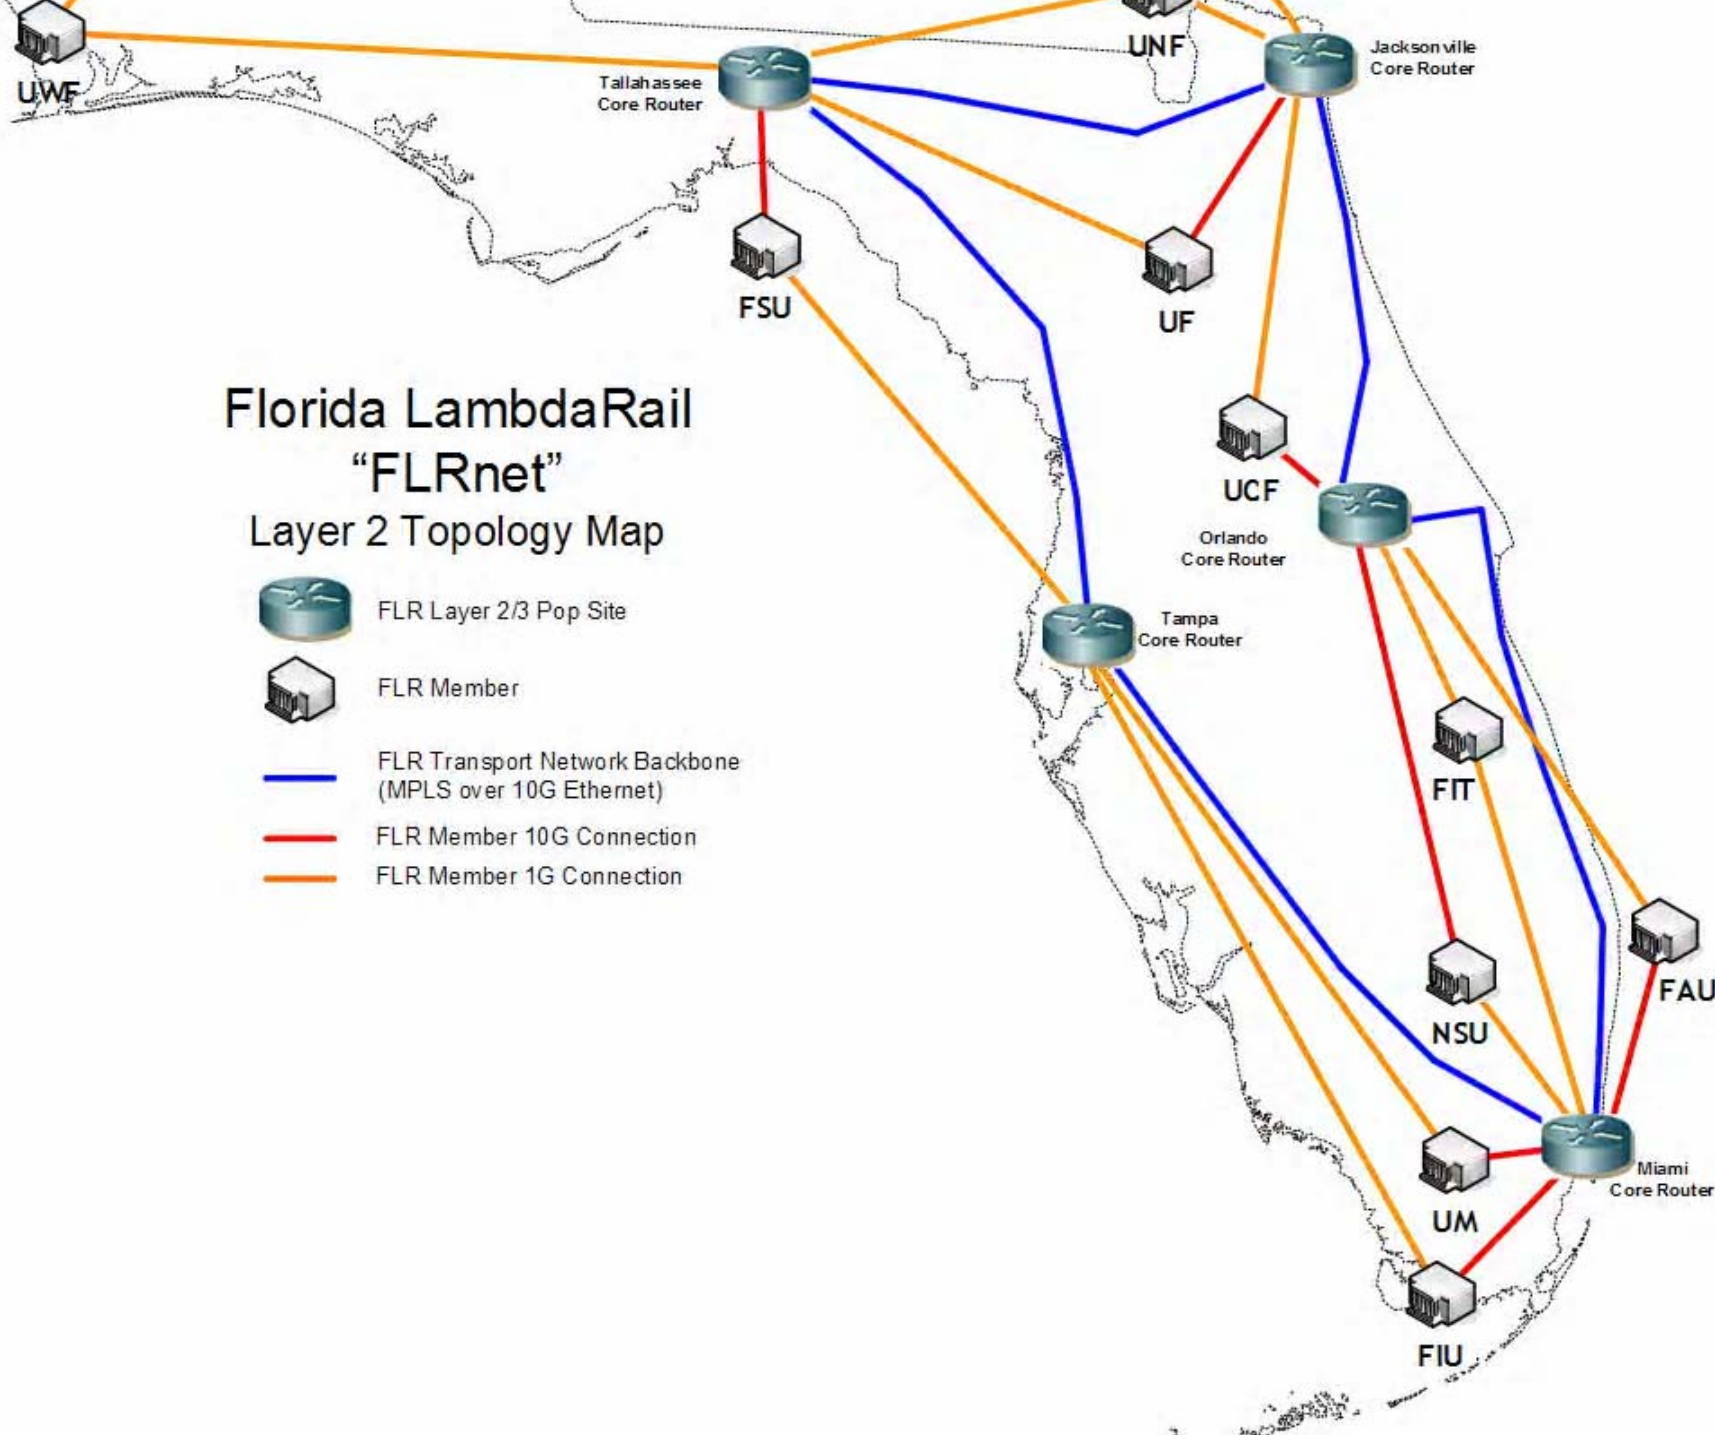 UNF
Jacksonville
Core Router
UWF
Tallahassee
Core Router
FSU
UF
Florida LambdaRail
“FLRnet”
Layer 2 Topology Map
UCF
Orlando
Core Router
FLR Layer 2/3 Pop Site
Tampa
Core Router
FLR Member
FLR Transport Network Backbone
(MPLS over 10G Ethernet)
FIT
FLR Member 10G Connection
FLR Member 1G Connection
FAU
NSU
Miami
Core Router
UM
FIU